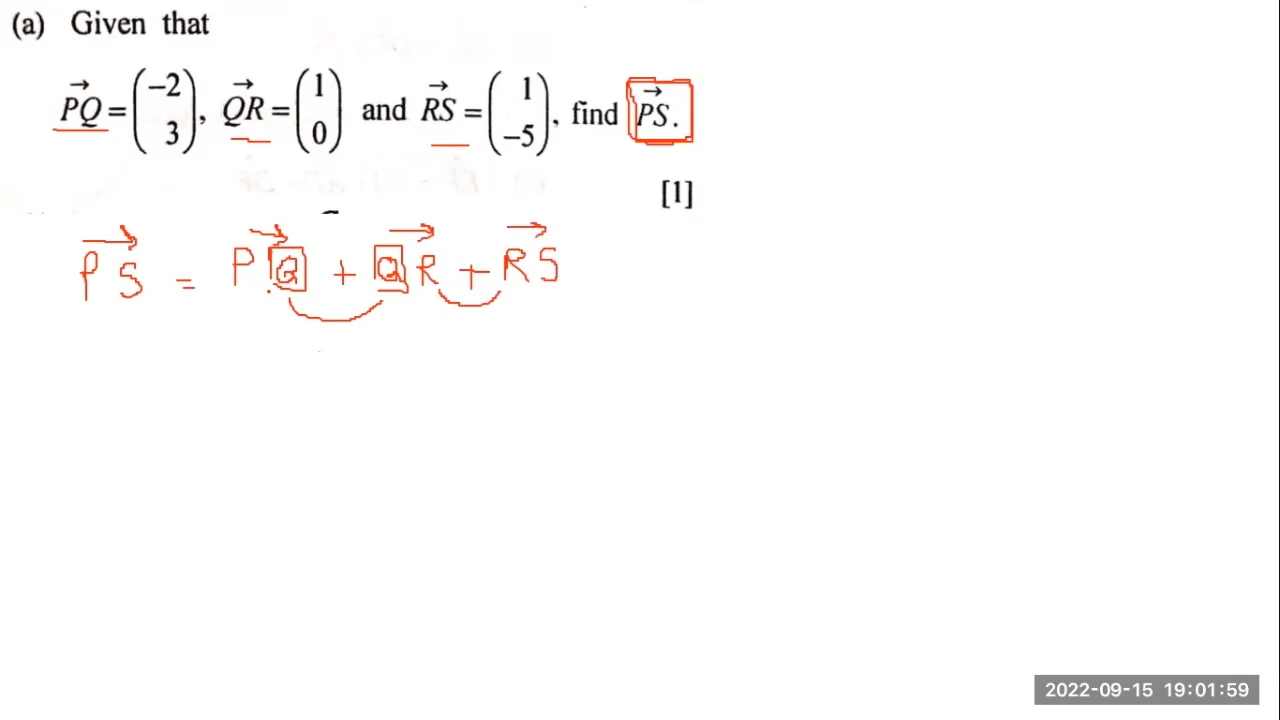 (a) Given that
→PQ = (−2 3), →QR = (1 0) and →RS = (1 −5), find →PS.
[1]
→PS = →PQ + →QR + →RS
2022-09-15 19:01:59